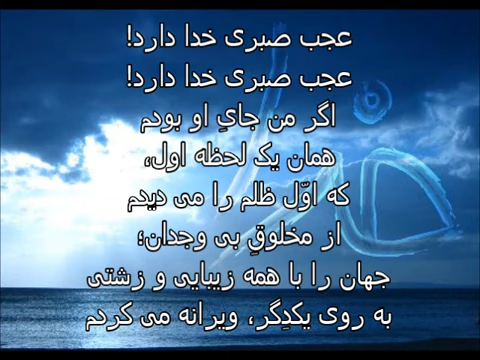 عجب صبری خدا دارد!
عجب صبری خدا دارد!
اگر من جایِ او بودم
همان یک لحظه اول،
که اوّل ظلم را می دیدم
از مخلوقِ بی وجدان؛
جهان را با همه زیبایی و زشتی
به روی یکدِگر، ویرانه می کردم